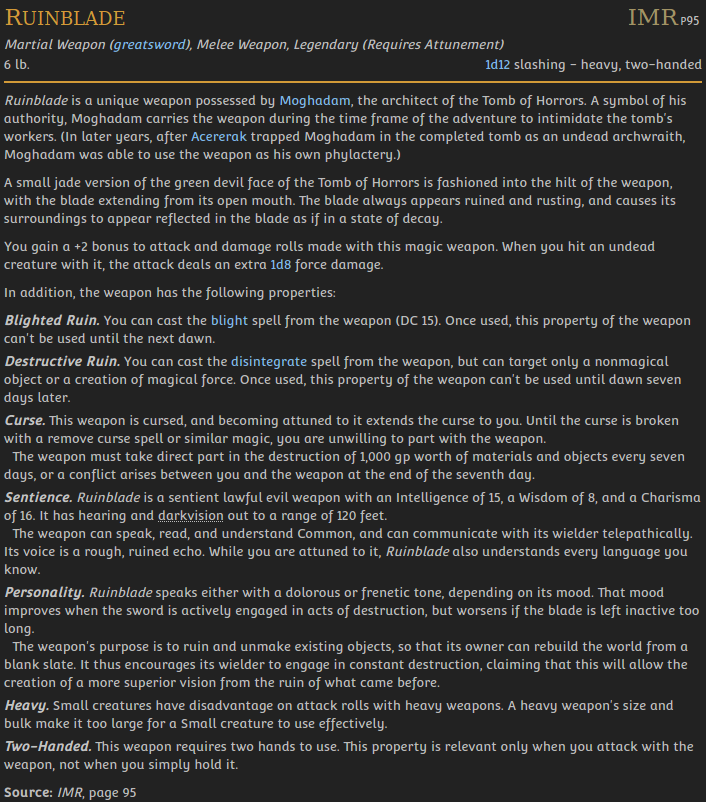 RUINBLADE IMR P95
Martial Weapon (greatsword), Melee Weapon, Legendary (Requires Attunement)
6 lb. 1d12 slashing - heavy, two-handed
Ruinblade is a unique weapon possessed by Moghadam, the architect of the Tomb of Horrors. A symbol of his
authority, Moghadam carries the weapon during the time frame of the adventure to intimidate the tomb's
workers. (In later years, after Acererak trapped Moghadam in the completed tomb as an undead archwraith,
Moghadam was able to use the weapon as his own phylactery.)
A small jade version of the green devil face of the Tomb of Horrors is fashioned into the hilt of the weapon,
with the blade extending from its open mouth. The blade always appears ruined and rusting, and causes its
surroundings to appear reflected in the blade as if in a state of decay.
You gain a +2 bonus to attack and damage rolls made with this magic weapon. When you hit an undead
creature with it, the attack deals an extra 1d8 force damage.
In addition, the weapon has the following properties:
Blighted Ruin. You can cast the blight spell from the weapon (DC 15). Once used, this property of the weapon
can't be used until the next dawn.
Destructive Ruin. You can cast the disintegrate spell from the weapon, but can target only a nonmagical
object or a creation of magical force. Once used, this property of the weapon can't be used until dawn seven
days later.
Curse. This weapon is cursed, and becoming attuned to it extends the curse to you. Until the curse is broken
with a remove curse spell or similar magic, you are unwilling to part with the weapon.
The weapon must take direct part in the destruction of 1,000 gp worth of materials and objects every seven
days, or a conflict arises between you and the weapon at the end of the seventh day.
Sentience. Ruinblade is a sentient lawful evil weapon with an Intelligence of 15, a Wisdom of 8, and a Charisma
of 16. It has hearing and darkvision out to a range of 120 feet.
The weapon can speak, read, and understand Common, and can communicate with its wielder telepathically.
Its voice is a rough, ruined echo. While you are attuned to it, Ruinblade also understands every language you
know.
Personality. Ruinblade speaks either with a dolorous or frenetic tone, depending on its mood. That mood
improves when the sword is actively engaged in acts of destruction, but worsens if the blade is left inactive too
long.
The weapon's purpose is to ruin and unmake existing objects, so that its owner can rebuild the world from a
blank slate. It thus encourages its wielder to engage in constant destruction, claiming that this will allow the
creation of a more superior vision from the ruin of what came before.
Heavy. Small creatures have disadvantage on attack rolls with heavy weapons. A heavy weapon's size and
bulk make it too large for a Small creature to use effectively.
Two-Handed. This weapon requires two hands to use. This property is relevant only when you attack with the
weapon, not when you simply hold it.
Source: IMR, page 95